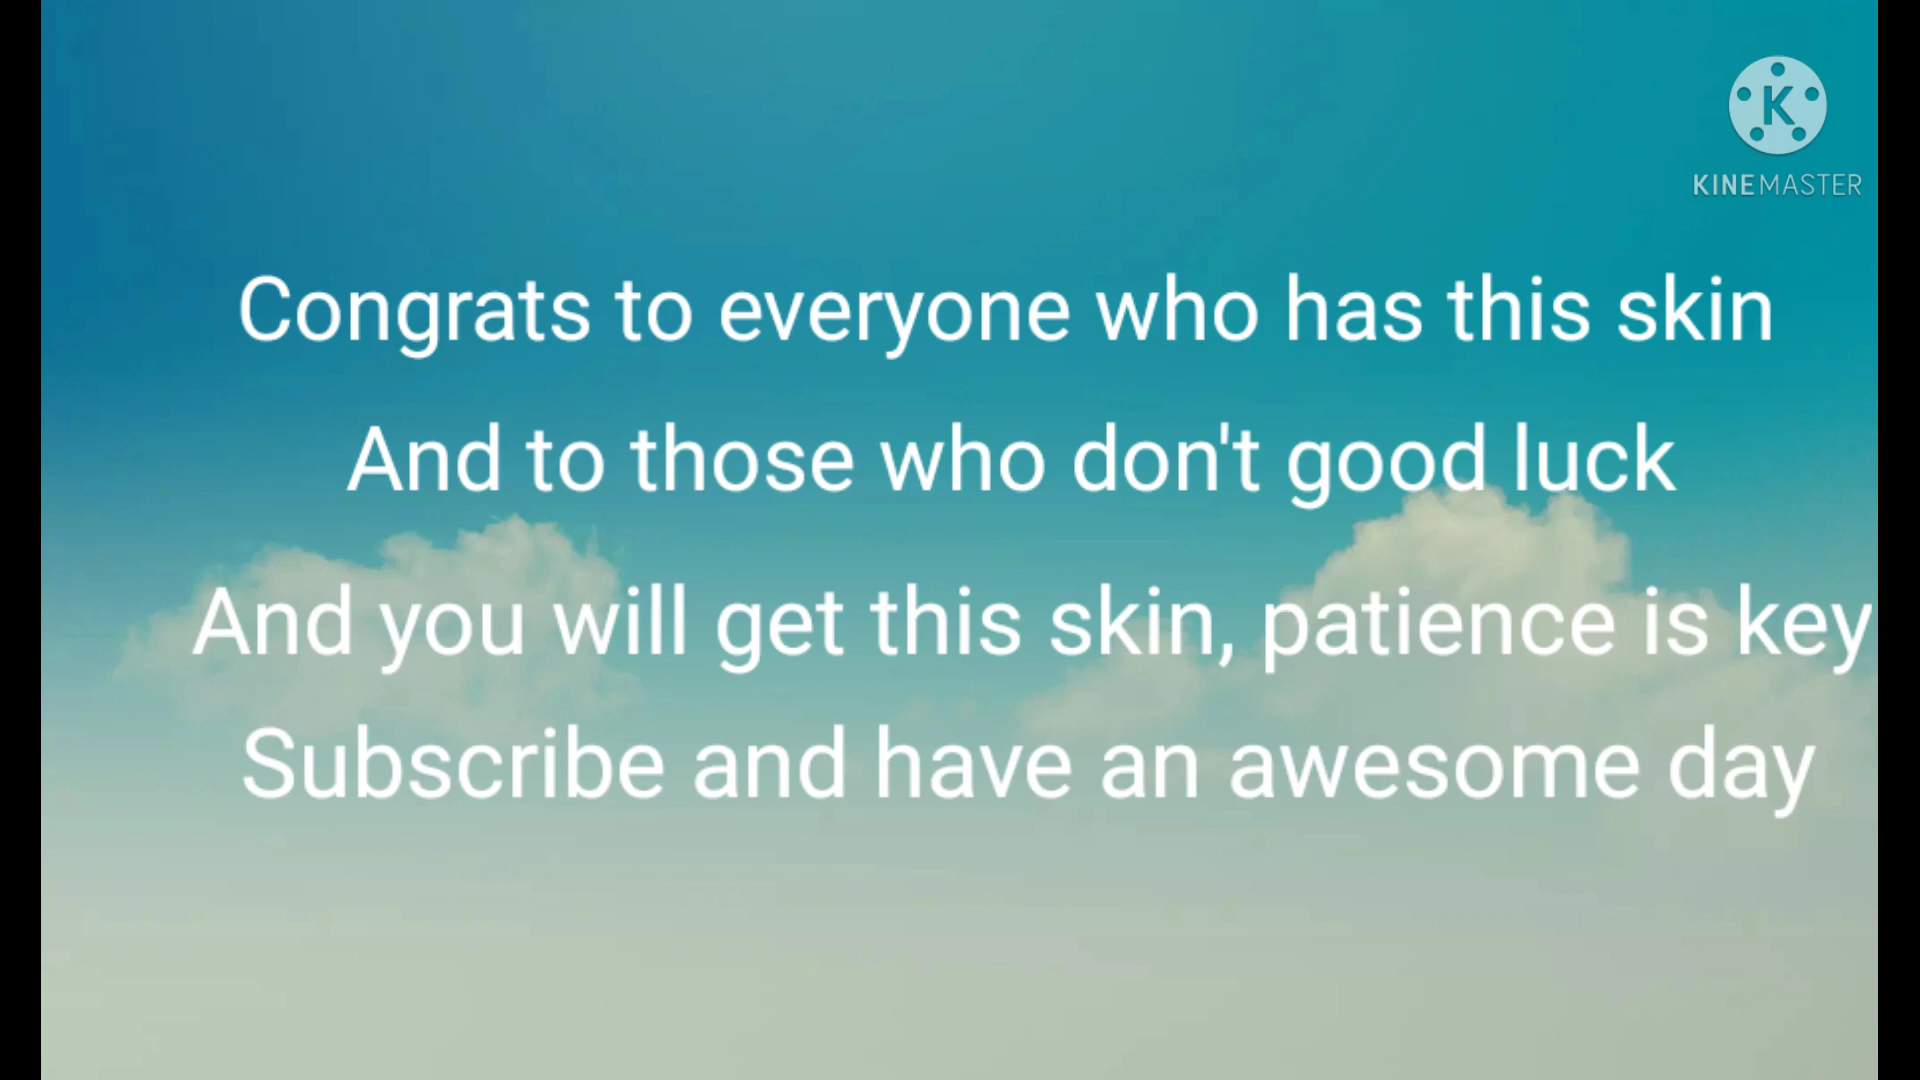 K
KINEMASTER
Congrats to everyone who has this skin
And to those who don't good luck
And you will get this skin, patience is key
Subscribe and have an awesome day